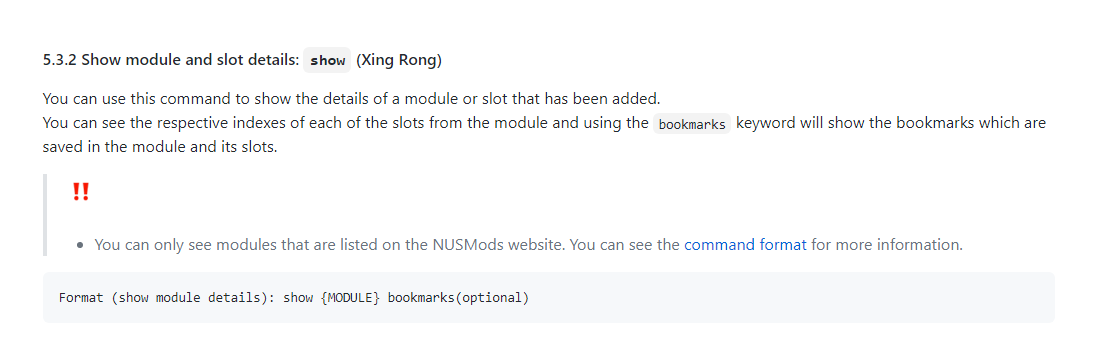 5.3.2 Show module and slot details: show (Xing Rong)
You can use this command to show the details of a module or slot that has been added.
You can see the respective indexes of each of the slots from the module and using the bookmarks keyword will show the bookmarks which are
saved in the module and its slots.
‼
• You can only see modules that are listed on the NUSMods website. You can see the command format for more information.
Format (show module details): show {MODULE} bookmarks(optional)